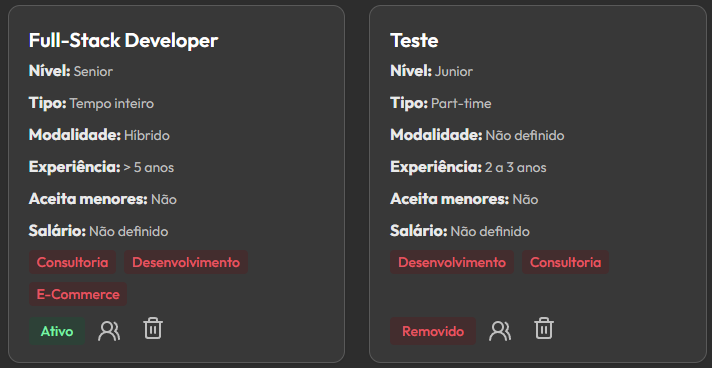 Full-Stack Developer
Nível: Senior
Tipo: Tempo inteiro
Modalidade: Híbrido
Experiência: > 5 anos
Aceita menores: Não
Salário: Não definido
Consultoria Desenvolvimento
E-Commerce
Ativo
Teste
Nível: Junior
Tipo: Part-time
Modalidade: Não definido
Experiência: 2 a 3 anos
Aceita menores: Não
Salário: Não definido
Desenvolvimento Consultoria
Removido